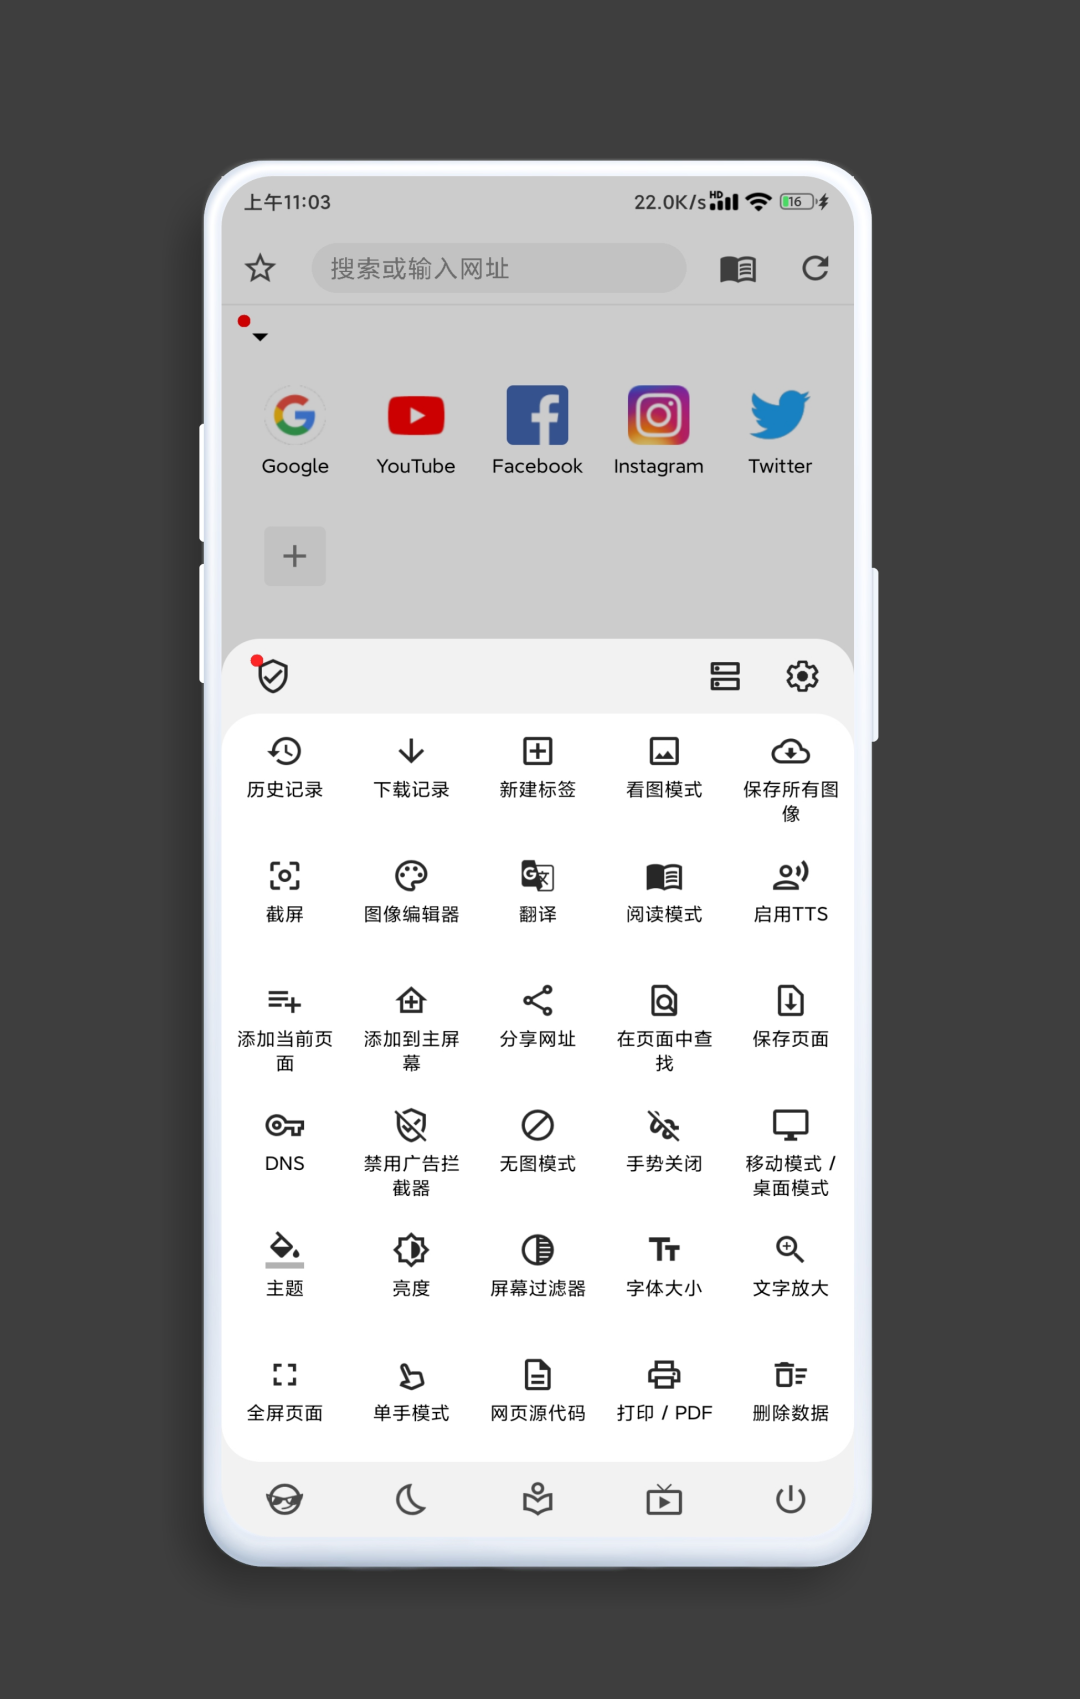 上午11:03
22.0K/s HD 16
搜索或输入网址
Google YouTube Facebook Instagram Twitter
历史记录 下载记录 新建标签 看图模式 保存所有图
像
截屏 图像编辑器 翻译 阅读模式 启用TTS
添加当前页 添加到主屏 分享网址 在页面中查 保存页面
面 幕 找
DNS 禁用广告拦 无图模式 手势关闭 移动模式 /
截器 桌面模式
主题 亮度 屏幕过滤器 字体大小 文字放大
全屏页面 单手模式 网页源代码 打印 / PDF 删除数据